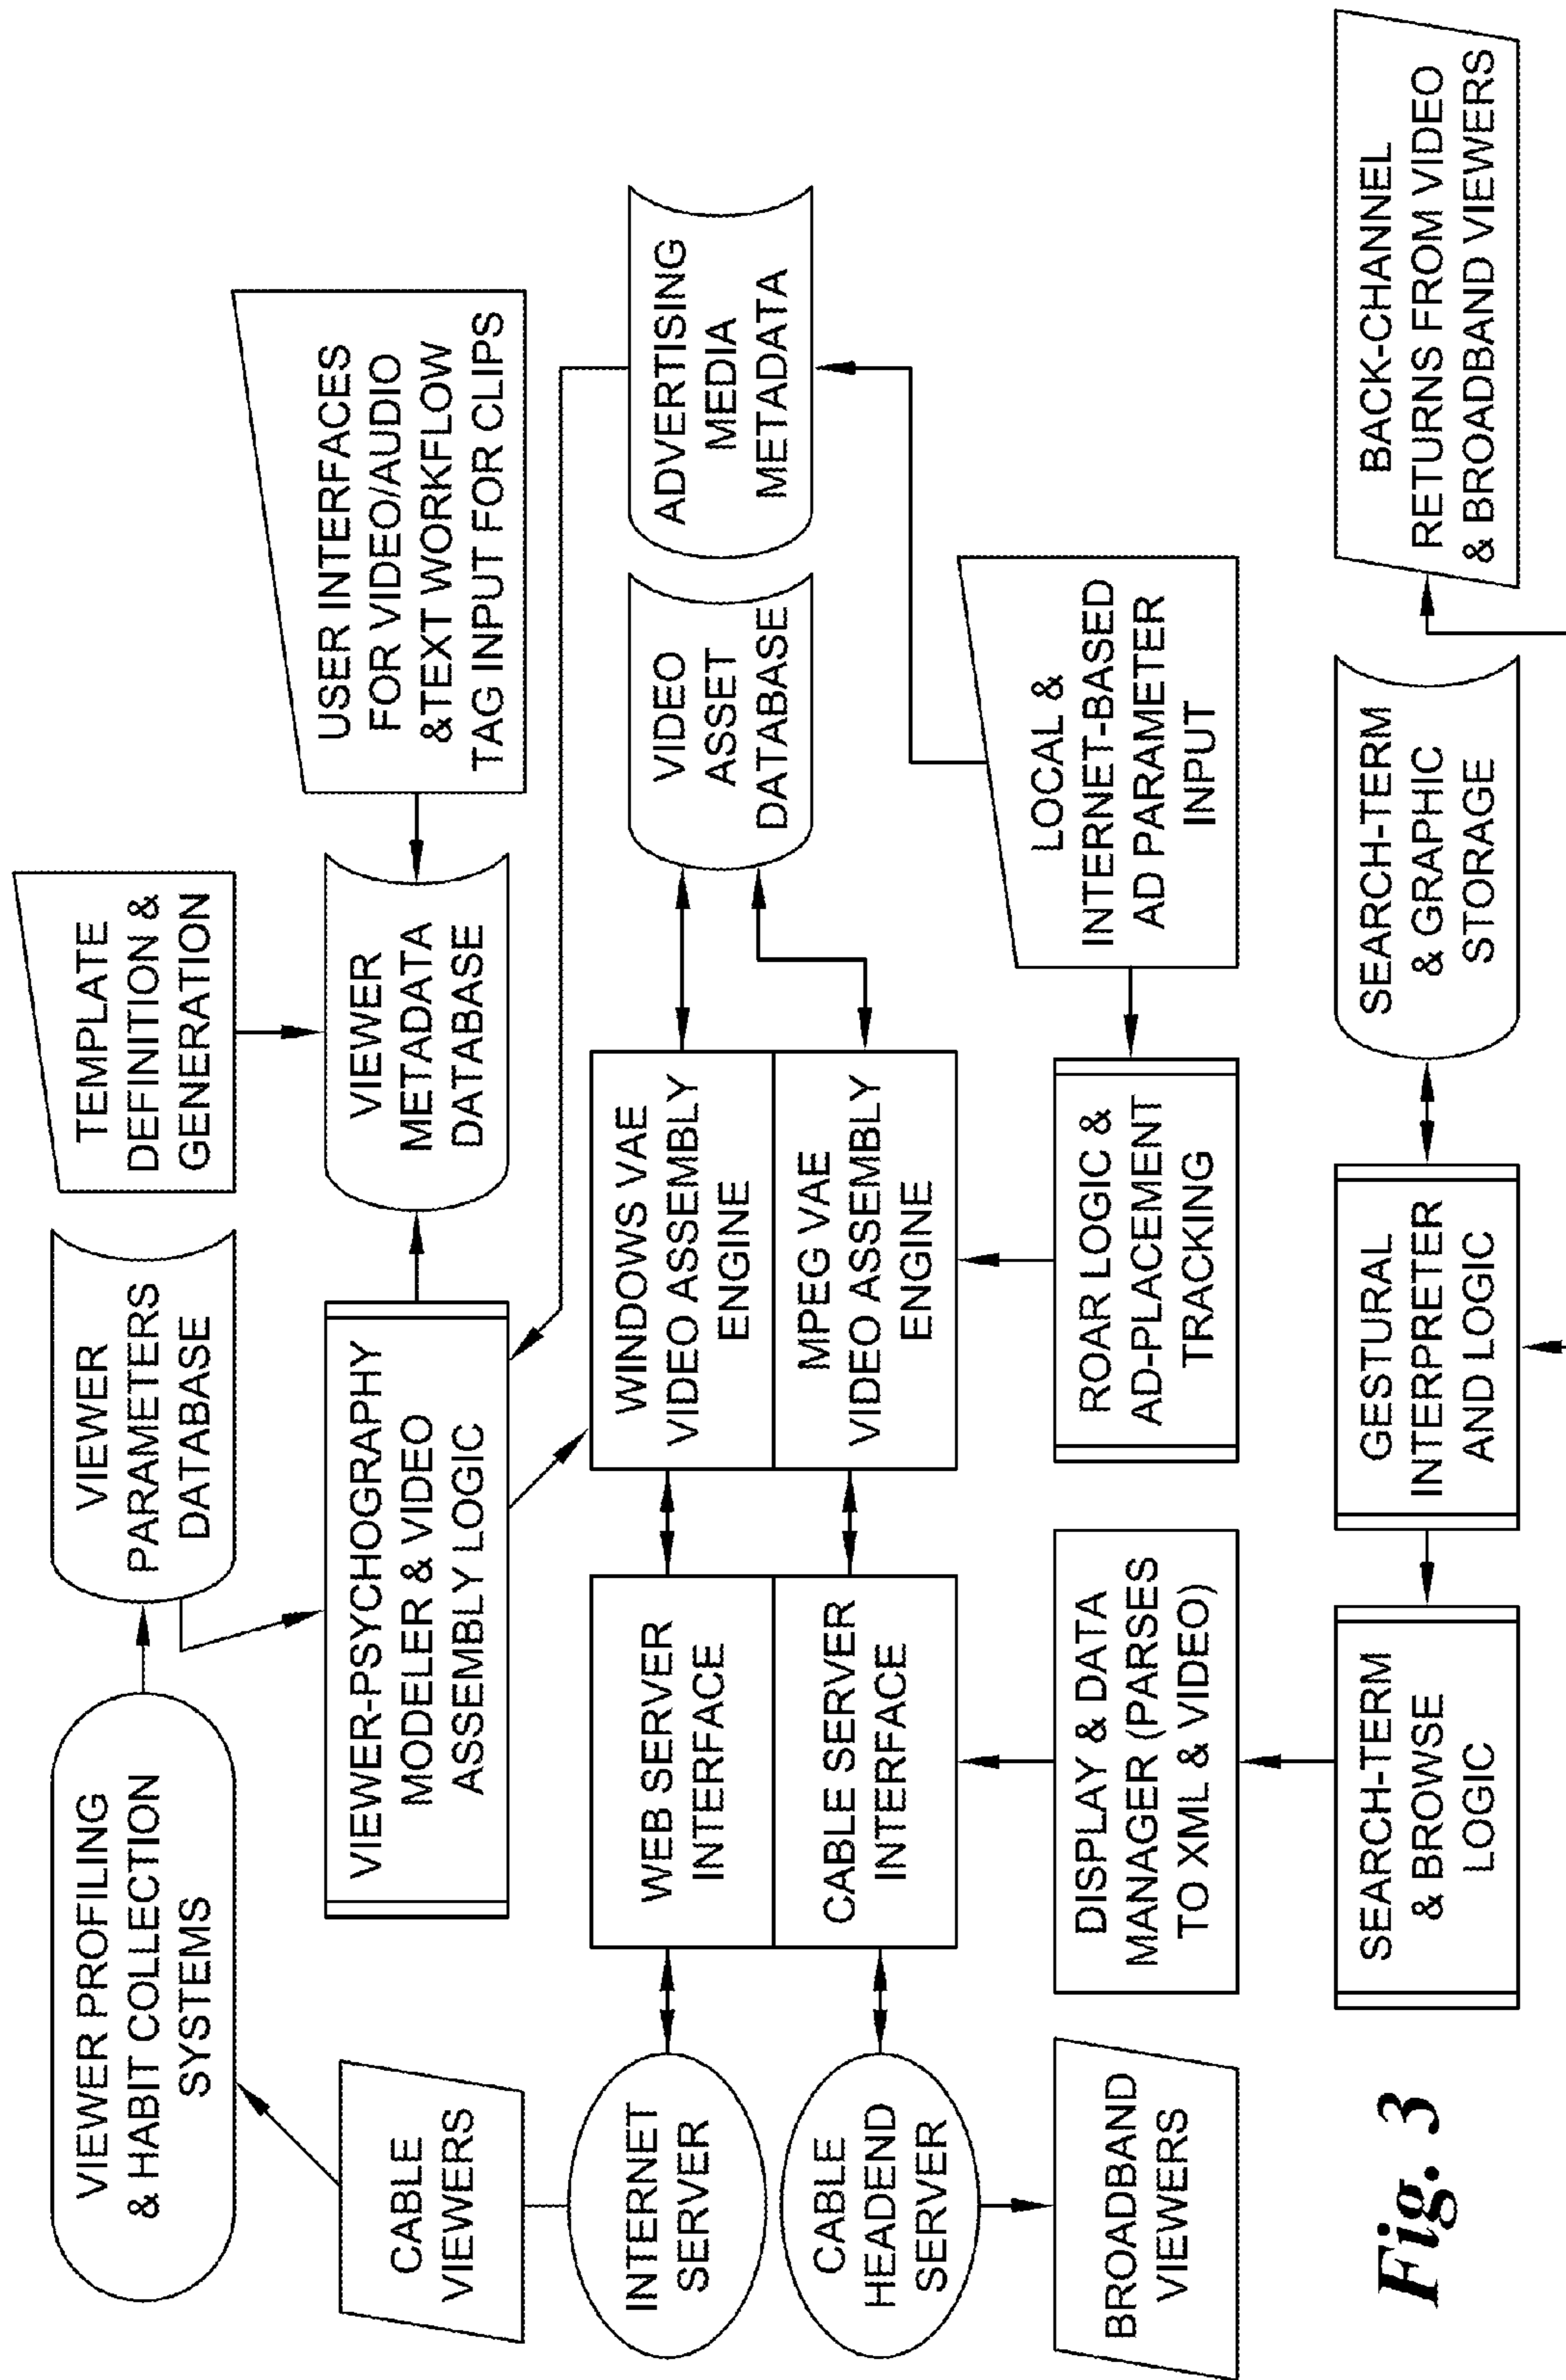 VIEWER PROFILING
& HABIT COLLECTION
SYSTEMS
VIEWER
PARAMETERS
DATABASE
TEMPLATE
DEFINITION &
GENERATION
CABLE
VIEWERS
VIEWER-PSYCHOGRAPHY
MODELER & VIDEO
ASSEMBLY LOGIC
VIEWER
METADATA
DATABASE
USER INTERFACES
FOR VIDEO/AUDIO
&TEXT WORKFLOW
TAG INPUT FOR CLIPS
INTERNET
SERVER
WEB SERVER
INTERFACE
WINDOWS VAE
VIDEO ASSEMBLY
ENGINE
VIDEO
ASSET
DATABASE
ADVERTISING
MEDIA
METADATA
CABLE
HEADEND
SERVER
CABLE SERVER
INTERFACE
MPEG VAE
VIDEO ASSEMBLY
ENGINE
BROADBAND
VIEWERS
DISPLAY & DATA
MANAGER (PARSES
TO XML & VIDEO)
ROAR LOGIC &
AD-PLACEMENT
TRACKING
LOCAL &
INTERNET-BASED
AD PARAMETER
INPUT
SEARCH-TERM
& BROWSE
LOGIC
GESTURAL
INTERPRETER
AND LOGIC
SEARCH-TERM
& GRAPHIC
STORAGE
BACK-CHANNEL
RETURNS FROM VIDEO
& BROADBAND VIEWERS
Fig. 3